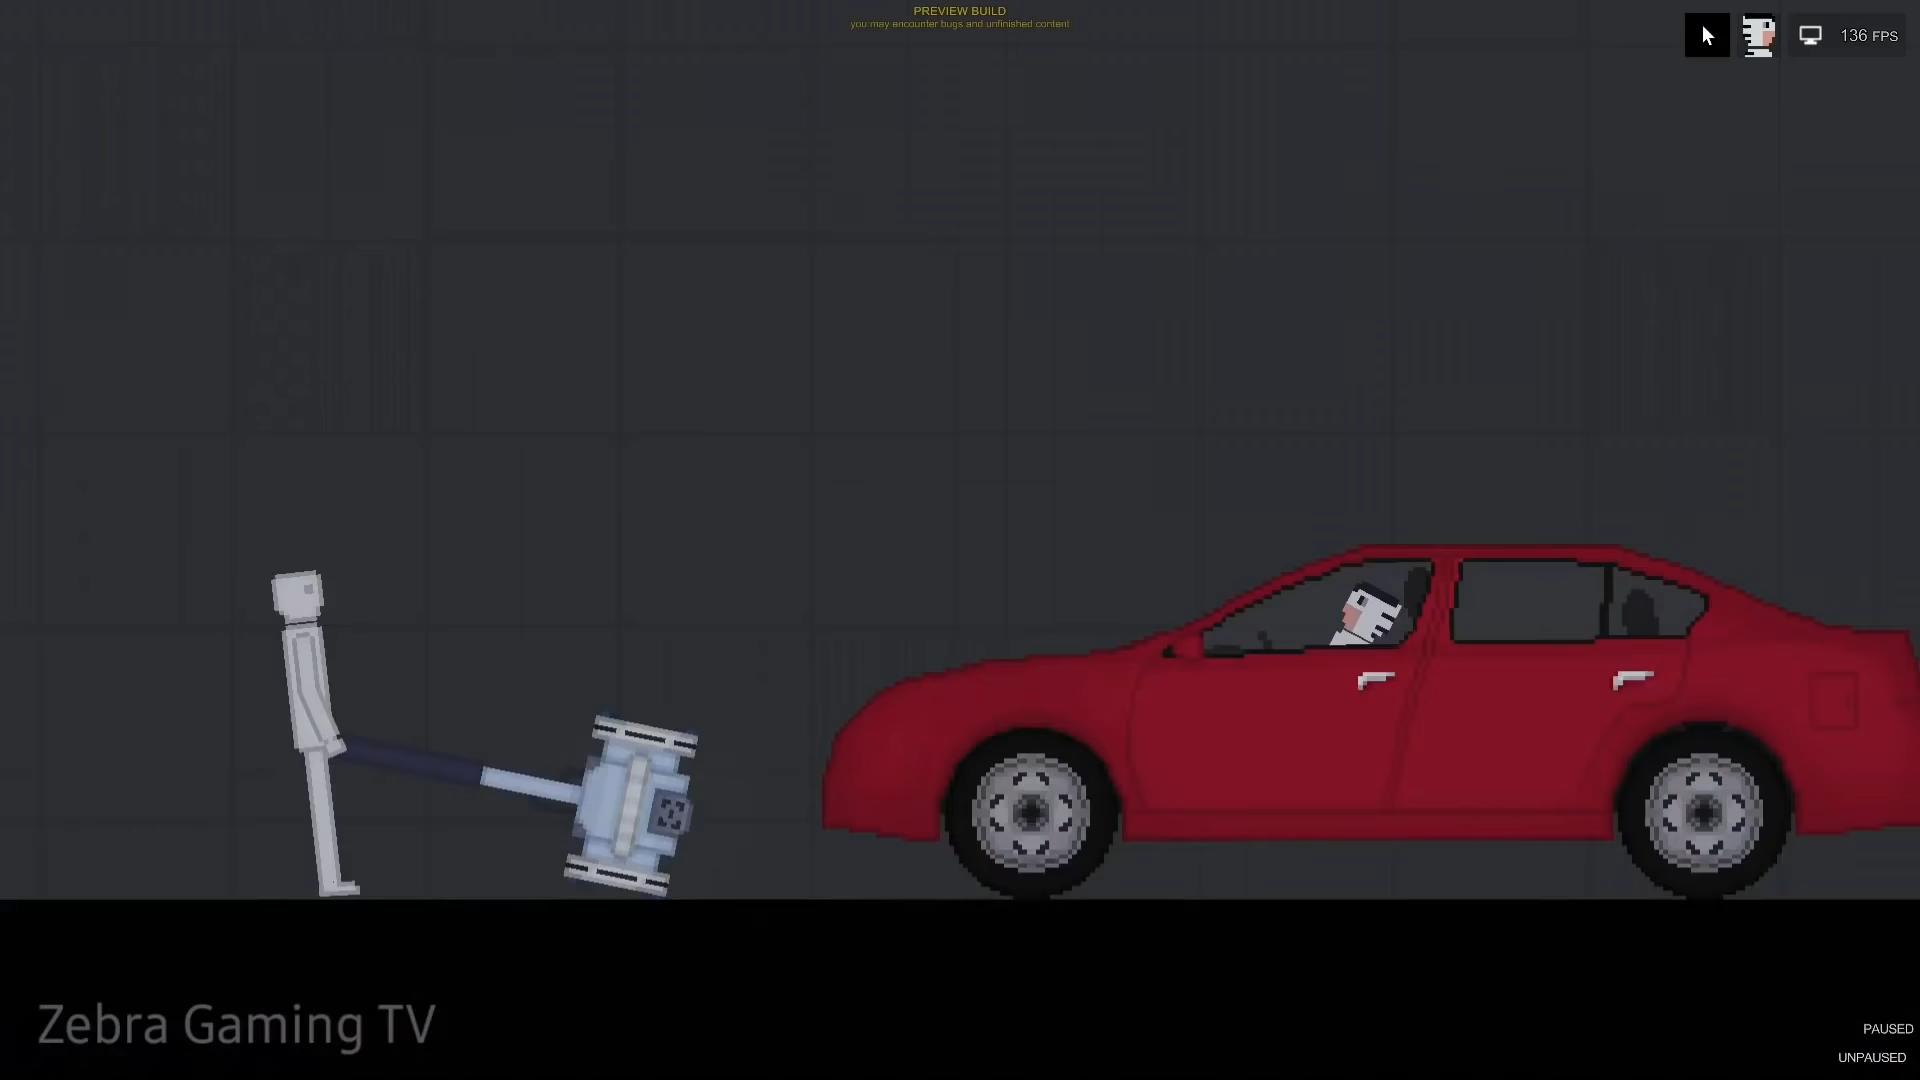 PREVIEW BUILD
you may encounter bugs and unfinished content
136 FPS
Zebra Gaming TV
PAUSED
UNPAUSED